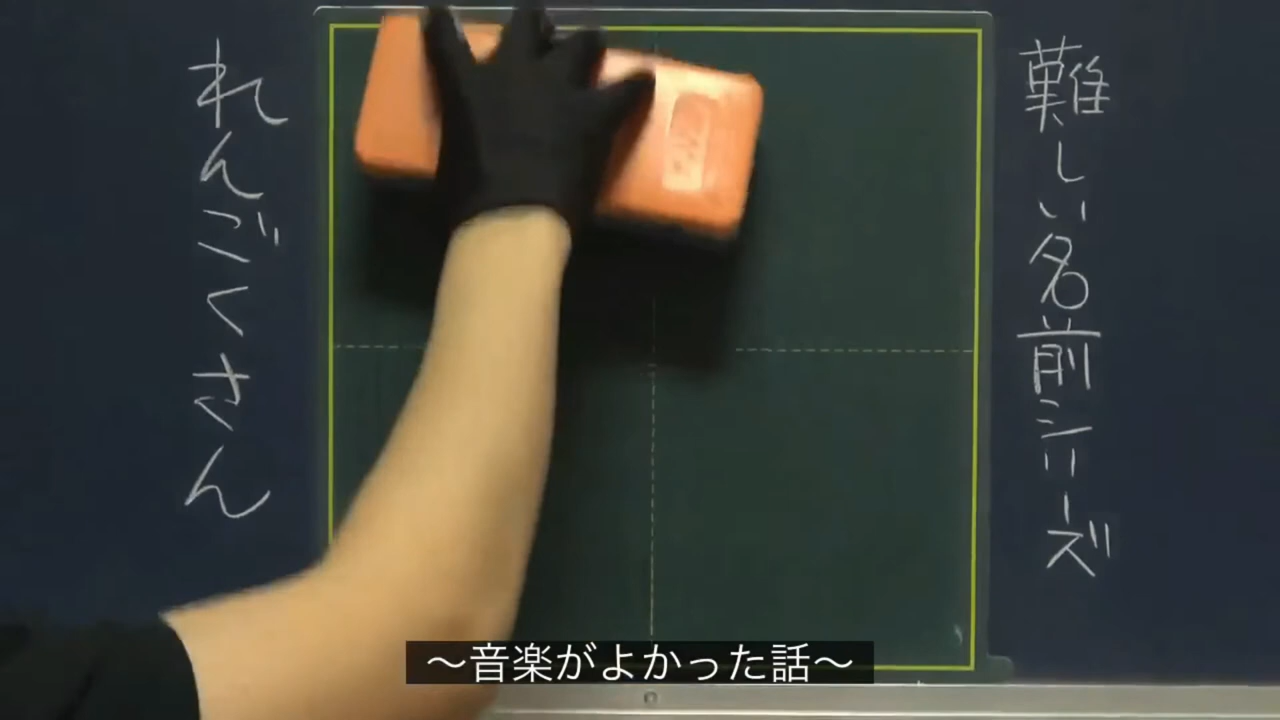 難しい名前シリーズ
れんごくさん
〜音楽がよかった話〜